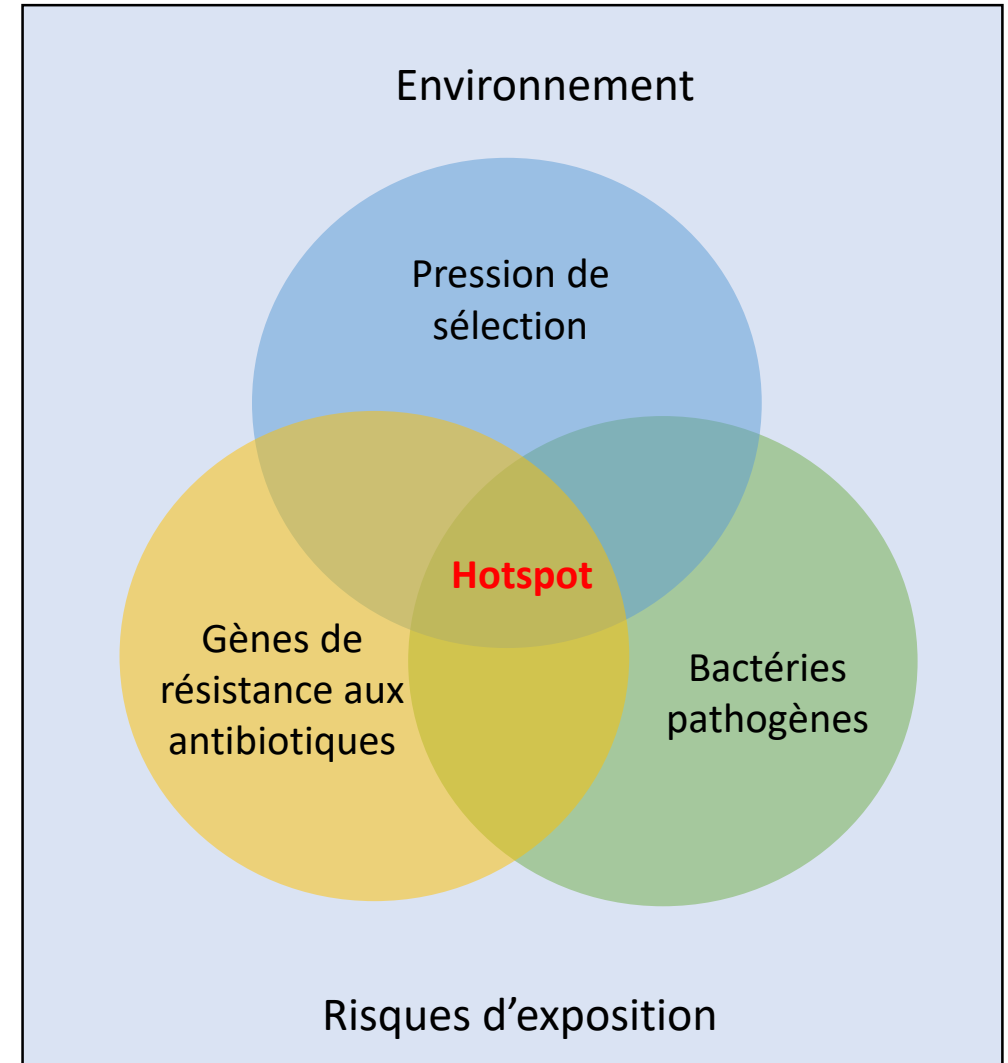 Environnement
Pression de
sélection
Hotspot
Gènes de
résistance aux
antibiotiques
Bactéries
pathogènes
Risques d’exposition